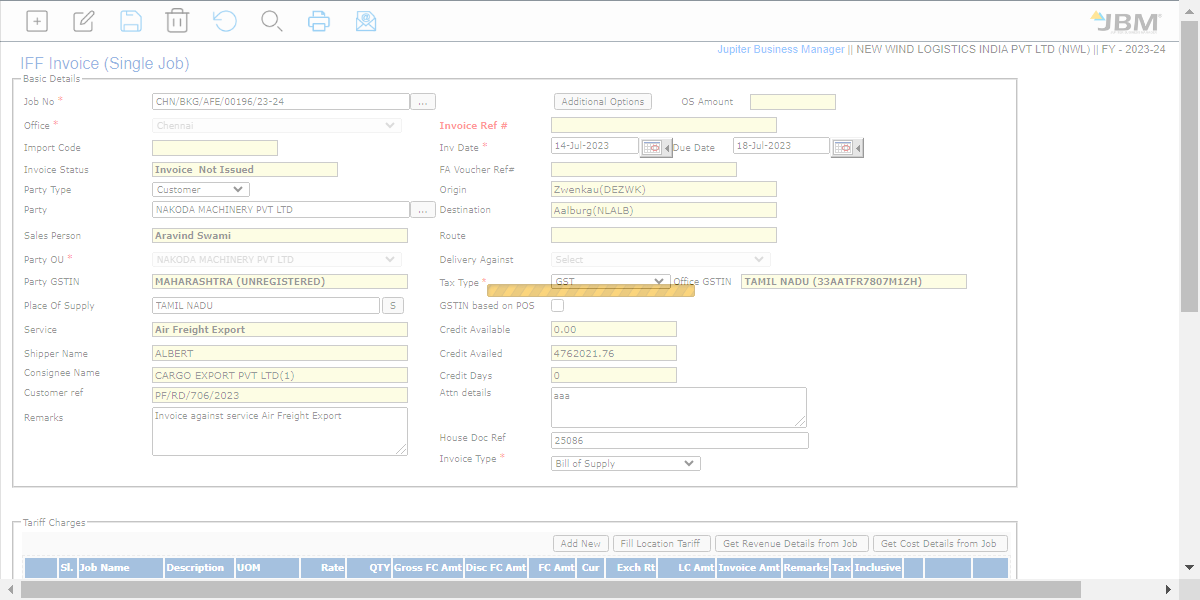 JBM
Jupiter Business Manager || NEW WIND LOGISTICS INDIA PVT LTD (NWL) || FY - 2023-24
IFF Invoice (Single Job)
Basic Details
Job No * CHN/BKG/AFE/00196/23-24 ... Additional Options OS Amount
Office * Chennai Invoice Ref #
Import Code Inv Date * 14-Jul-2023 Due Date 18-Jul-2023
Invoice Status Invoice Not Issued FA Voucher Ref#
Party Type Customer Origin Zwenkau(DEZWK)
Party NAKODA MACHINERY PVT LTD ... Destination Aalburg(NLALB)
Sales Person Aravind Swami Route
Party OU * NAKODA MACHINERY PVT LTD Delivery Against Select
Party GSTIN MAHARASHTRA (UNREGISTERED) Tax Type * GST Office GSTIN TAMIL NADU (33AATFR7807M1ZH)
Place Of Supply TAMIL NADU S GSTIN based on POS
Service Air Freight Export Credit Available 0.00
Shipper Name ALBERT Credit Availed 4762021.76
Consignee Name CARGO EXPORT PVT LTD(1) Credit Days 0
Customer ref PF/RD/706/2023 Attn details aaa
Remarks Invoice against service Air Freight Export
House Doc Ref 25086
Invoice Type * Bill of Supply
Tariff Charges
Add New Fill Location Tariff Get Revenue Details from Job Get Cost Details from Job
Sl. Job Name Description UOM Rate QTY Gross FC Amt Disc FC Amt FC Amt Cur Exch Rt LC Amt Invoice Amt Remarks Tax Inclusive